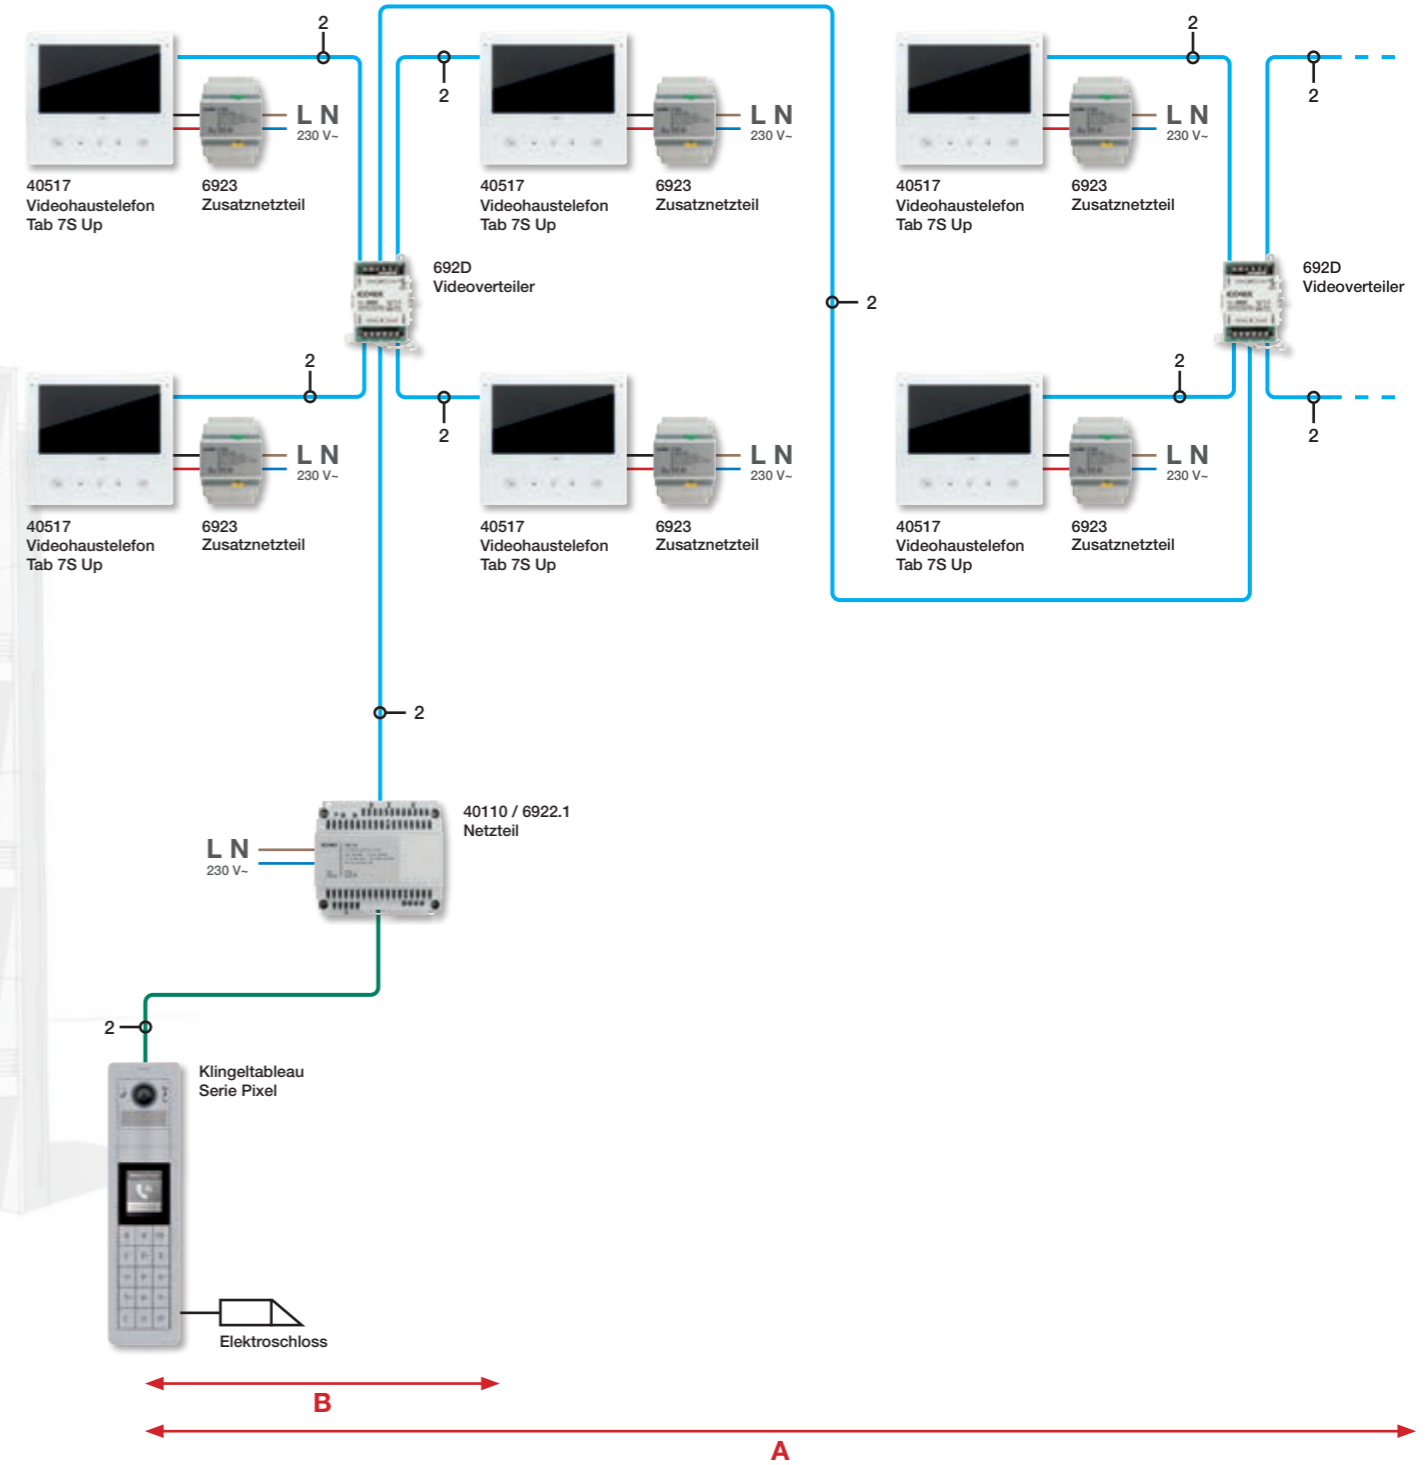 2
2
2
2
L N
230 V~
L N
230 V~
L N
230 V~
40517
Videohaustelefon
Tab 7S Up
6923
Zusatznetzteil
40517
Videohaustelefon
Tab 7S Up
6923
Zusatznetzteil
40517
Videohaustelefon
Tab 7S Up
6923
Zusatznetzteil
692D
Videoverteiler
692D
Videoverteiler
2
2
2
2
2
L N
230 V~
L N
230 V~
L N
230 V~
40517
Videohaustelefon
Tab 7S Up
6923
Zusatznetzteil
40517
Videohaustelefon
Tab 7S Up
6923
Zusatznetzteil
40517
Videohaustelefon
Tab 7S Up
6923
Zusatznetzteil
2
40110 / 6922.1
Netzteil
L N
230 V~
2
Klingeltableau
Serie Pixel
Elektroschloss
B
A